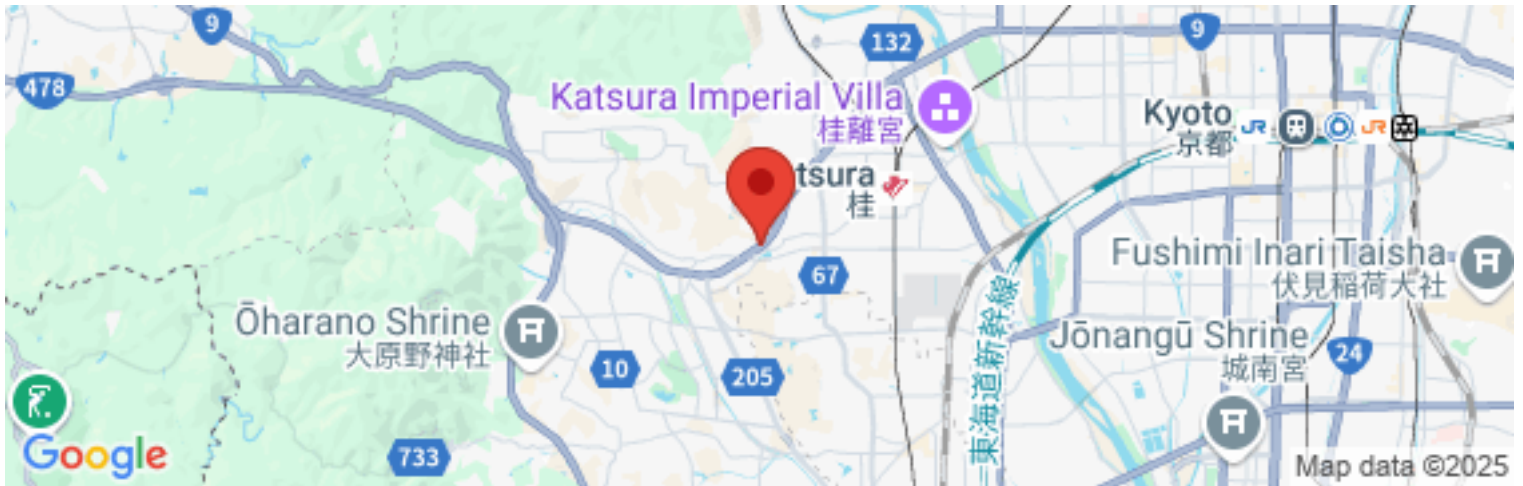 9
132
9
478
Katsura Imperial Villa
桂離宮
Kyoto
京都
JR
JR
tsura
桂
67
Fushimi Inari Taisha
伏見稲荷大社
Ōharano Shrine
大原野神社
東海道新幹線
Jōnangū Shrine
城南宮
24
10
205
733
Google
Map data ©2025